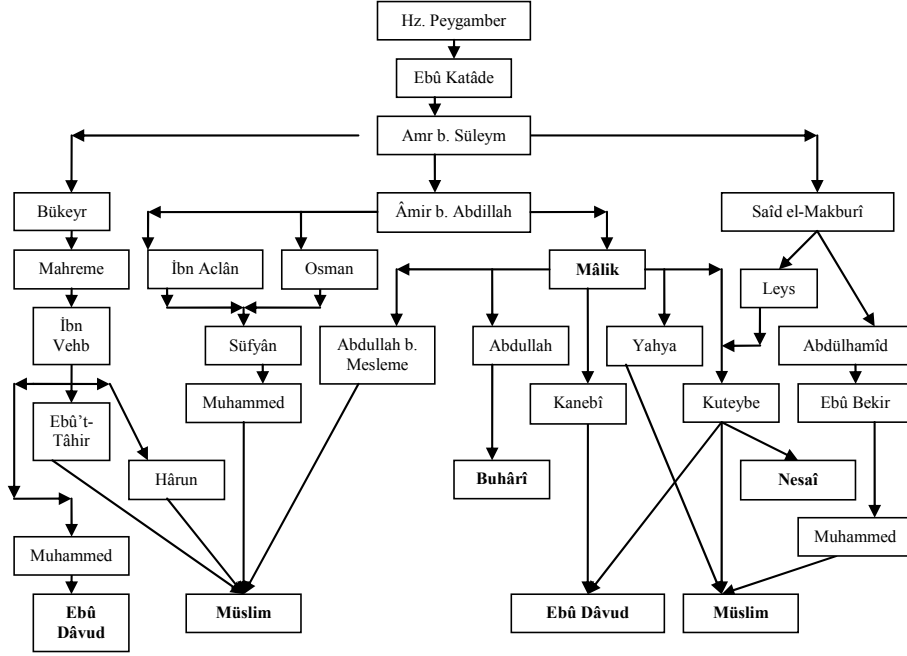 Hz. Peygamber
Ebû Katâde
Amr b. Süleym
Bükeyr
Âmir b. Abdillah
Saîd el-Makburî
Mahreme
İbn Aclân
Osman
Mâlik
Leys
İbn
Vehb
Süfyân
Abdullah b.
Mesleme
Abdullah
Yahya
Abdülhamîd
Ebû't-
Tâhir
Muhammed
Kanebî
Kuteybe
Ebû Bekir
Hârun
Buhârî
Nesaî
Muhammed
Muhammed
Ebû
Dâvud
Müslim
Ebû Dâvud
Müslim